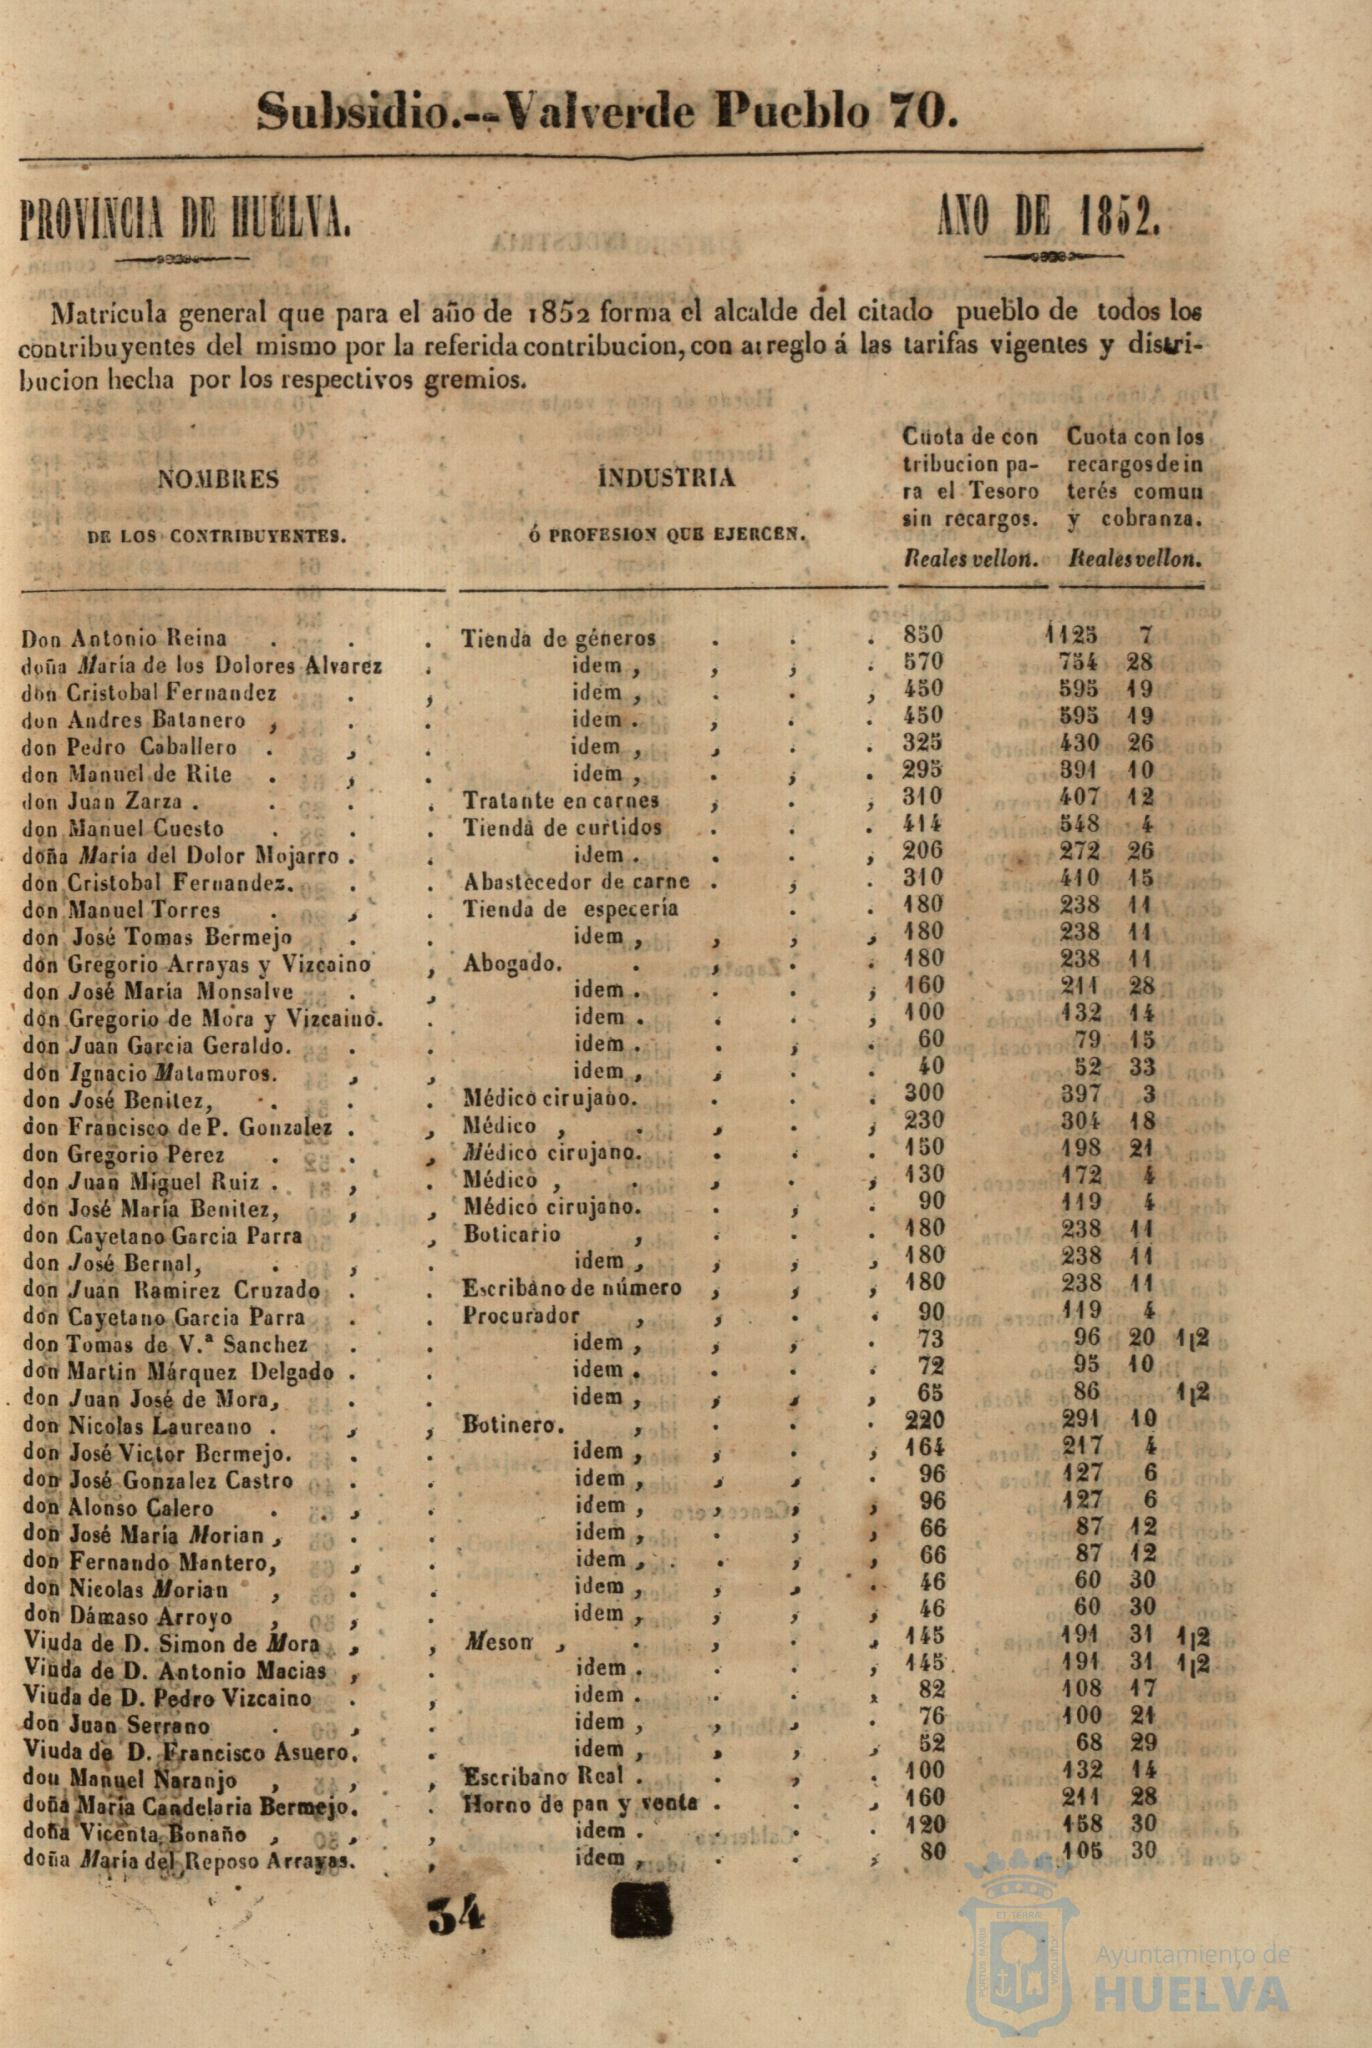 Subsidio.--Valverde Pueblo 70.
PROVINCIA DE HUELVA.
AÑO DE 1852.
Matrícula general que para el año de 1852 forma el alcalde del citado pueblo de todos los
contribuyentes del mismo por la referida contribucion, con arreglo á las tarifas vigentes y distri-
bucion hecha por los respectivos gremios.
NOMBRES
DE LOS CONTRIBUYENTES.
INDUSTRIA
Ó PROFESION QUE EJERCEN.
Cuota de con
tribucion pa-
ra el Tesoro
sin recargos.
Reales vellon.
Cuota con los
recargos de in
terés comun
y cobranza.
Reales vellon.
Don Antonio Reina . . . Tienda de géneros . . . 850 1125 7
doña María de los Dolores Alvarez . idem , , , . 570 754 28
don Cristobal Fernandez . , idem , . . , 450 595 19
don Andres Batanero , . . idem . , . . 450 595 19
don Pedro Caballero . , . idem , , . . 325 430 26
don Manuel de Rite . , . idem , . , . 295 391 10
don Juan Zarza . . . . Tratante en carnes , . , 310 407 12
don Manuel Cuesto . . . Tienda de curtidos . . . 414 548 4
doña María del Dolor Mojarro . . idem . . . , 206 272 26
don Cristobal Fernandez. . . Abastecedor de carne . , . 310 410 15
don Manuel Torres . , . Tienda de especería . . 180 238 11
don José Tomas Bermejo . . idem , , , , 180 238 11
don Gregorio Arrayas y Vizcaino , Abogado. . , . . 180 238 11
don José María Monsalve . , idem . . . , 160 211 28
don Gregorio de Mora y Vizcaino. . idem . . . , 100 132 14
don Juan Garcia Geraldo. . . idem . . , . 60 79 15
don Ignacio Matamoros. , , idem , , . . 40 52 33
don José Benitez, . . . Médico cirujano. . . . 300 397 3
don Francisco de P. Gonzalez . , Médico , . , . , 230 304 18
don Gregorio Perez . . , Médico cirujano. . . . 150 198 21
don Juan Miguel Ruiz . , . Médico , . , . , 130 172 4
don José María Benitez, , , Médico cirujano. . , . 90 119 4
don Cayetano Garcia Parra , Boticario , . . . 180 238 11
don José Bernal, . , . idem , , , , 180 238 11
don Juan Ramirez Cruzado . . Escribano de número , , , 180 238 11
don Cayetano Garcia Parra . . Procurador , , . . 90 119 4
don Tomas de V.ª Sanchez . . idem , , , . 73 96 20 1|2
don Martin Márquez Delgado . . idem . . . . 72 95 10
don Juan José de Mora, . . idem , , , , 65 86 1|2
don Nicolas Laureano . , , Botinero. , . . . 220 291 10
don José Victor Bermejo. . . idem , , . , 164 217 4
don José Gonzalez Castro . . idem , , , . 96 127 6
don Alonso Calero . , . idem , , , , 96 127 6
don José María Morian , . . idem , , , , 66 87 12
don Fernando Mantero, , . idem , . , , 66 87 12
don Nicolas Morian , . . idem , , , . 46 60 30
don Dámaso Arroyo , , . idem , , , , 46 60 30
Viuda de D. Simon de Mora , , Meson , . , . , 145 191 31 1|2
Viuda de D. Antonio Macias , . idem . . . , 145 191 31 1|2
Viuda de D. Pedro Vizcaino . , idem . . . , 82 108 17
don Juan Serrano . , . idem , , , . 76 100 21
Viuda de D. Francisco Asuero. . idem , , , , 52 68 29
don Manuel Naranjo , , , Escribano Real . . , . 100 132 14
doña María Candelaria Bermejo. . Horno de pan y venta . . , 160 211 28
doña Vicenta Bonaño , , , idem . . . . 120 158 30
doña María del Reposo Arrayas. , idem , . . , 80 105 30
34
Ayuntamiento de
HUELVA